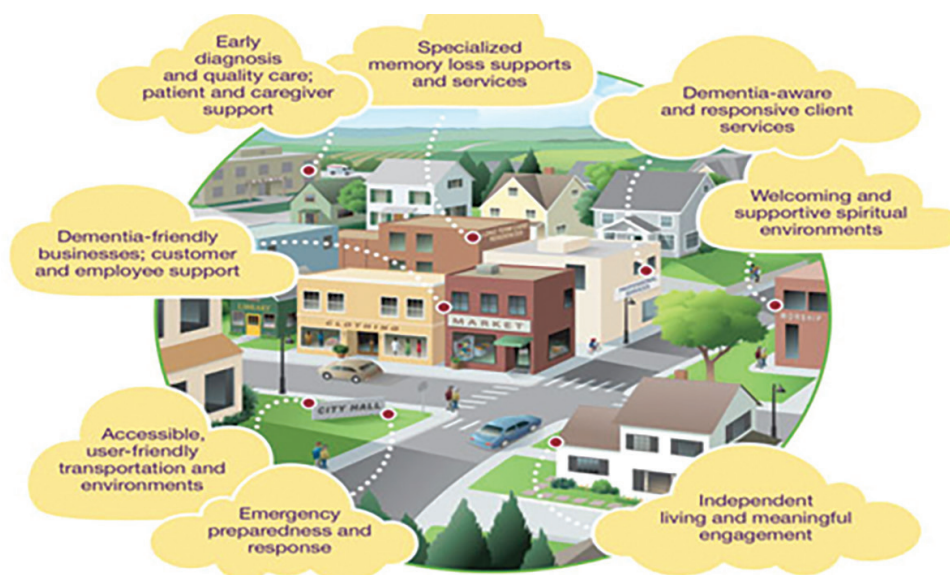 Early
diagnosis
and quality care;
patient and caregiver
support
Specialized
memory loss supports
and services
Dementia-aware
and responsive client
services
Welcoming and
supportive spiritual
environments
Dementia-friendly
businesses; customer
and employee support
LIBRARY
CLOTHING
MARKET
WORSHIP
CITY HALL
Accessible,
user-friendly
transportation and
environments
Emergency
preparedness and
response
Independent
living and meaningful
engagement